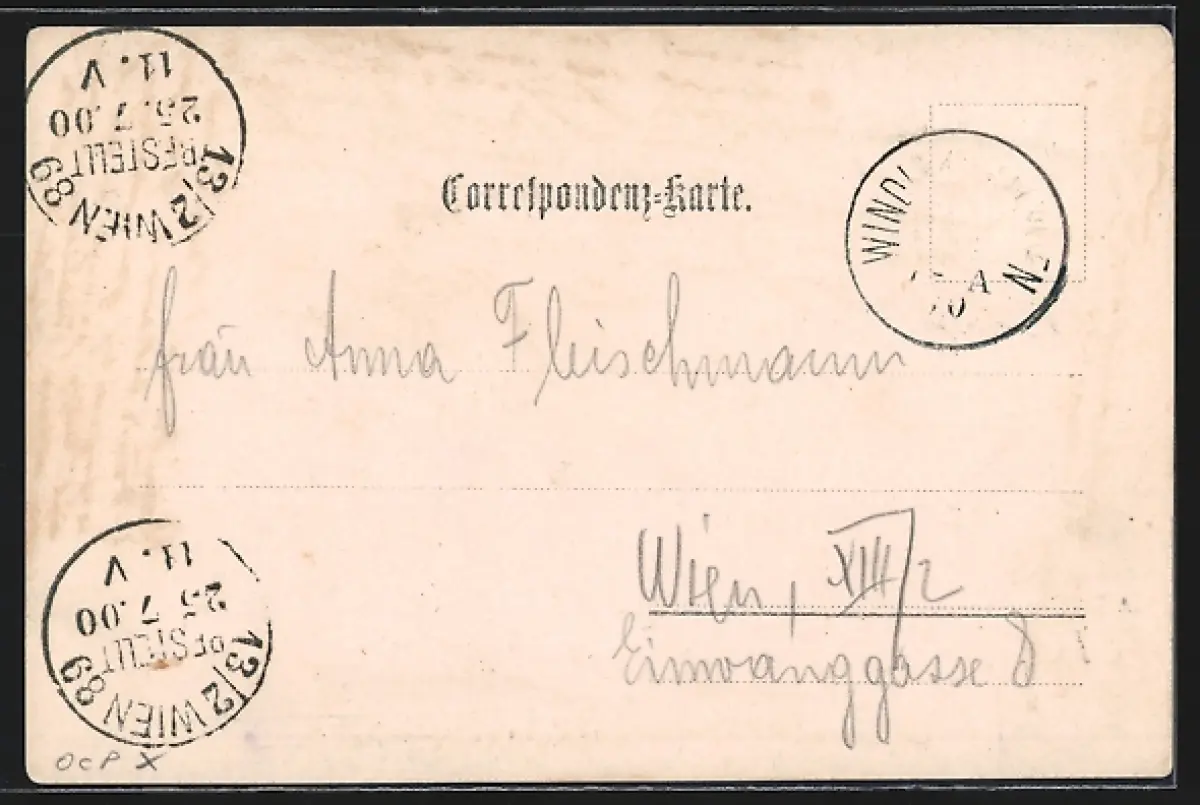 11.V
25.7.00
BESTELLT
13/2 WIEN 89
Correspondenz-Karte.
A
frau Anna Fleischmann
Wien, XIII/2
Einwanggasse 8
11.V
25.7.00
BESTELLT
13/2 WIEN 89
OCP X